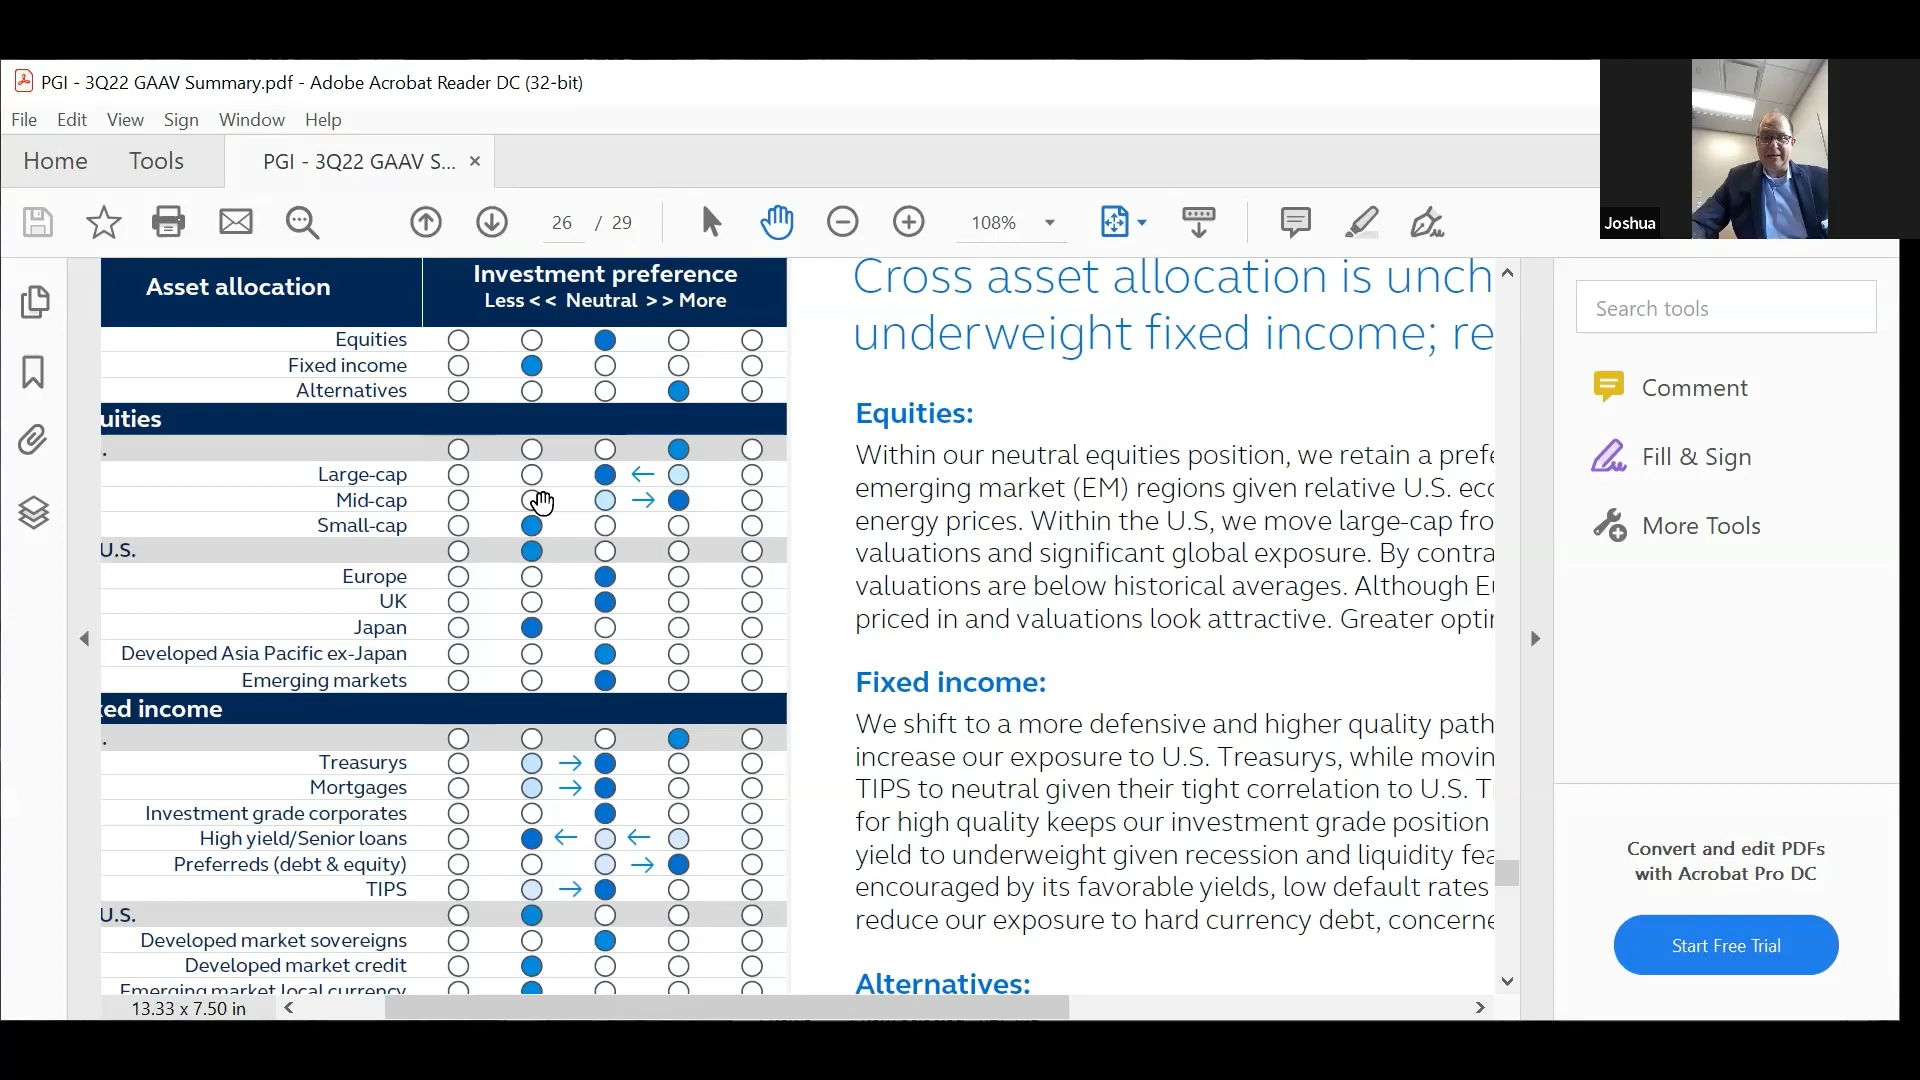 PGI - 3Q22 GAAV Summary.pdf - Adobe Acrobat Reader DC (32-bit)
File Edit View Sign Window Help
Home Tools PGI - 3Q22 GAAV S... ×
26 / 29 108%
Joshua
Asset allocation
Investment preference
Less << Neutral >> More
Equities
Fixed income
Alternatives
uities
.
Large-cap
Mid-cap
Small-cap
U.S.
Europe
UK
Japan
Developed Asia Pacific ex-Japan
Emerging markets
ked income
.
Treasurys
Mortgages
Investment grade corporates
High yield/Senior loans
Preferreds (debt & equity)
TIPS
U.S.
Developed market sovereigns
Developed market credit
Emerging market local currency
13.33 x 7.50 in
Cross asset allocation is unch
underweight fixed income; re
Equities:
Within our neutral equities position, we retain a prefe
emerging market (EM) regions given relative U.S. eco
energy prices. Within the U.S, we move large-cap fro
valuations and significant global exposure. By contra
valuations are below historical averages. Although Eu
priced in and valuations look attractive. Greater optir
Fixed income:
We shift to a more defensive and higher quality path
increase our exposure to U.S. Treasurys, while movin
TIPS to neutral given their tight correlation to U.S. T
for high quality keeps our investment grade position
yield to underweight given recession and liquidity fea
encouraged by its favorable yields, low default rates
reduce our exposure to hard currency debt, concerne
Alternatives:
Search tools
Comment
Fill & Sign
More Tools
Convert and edit PDFs
with Acrobat Pro DC
Start Free Trial